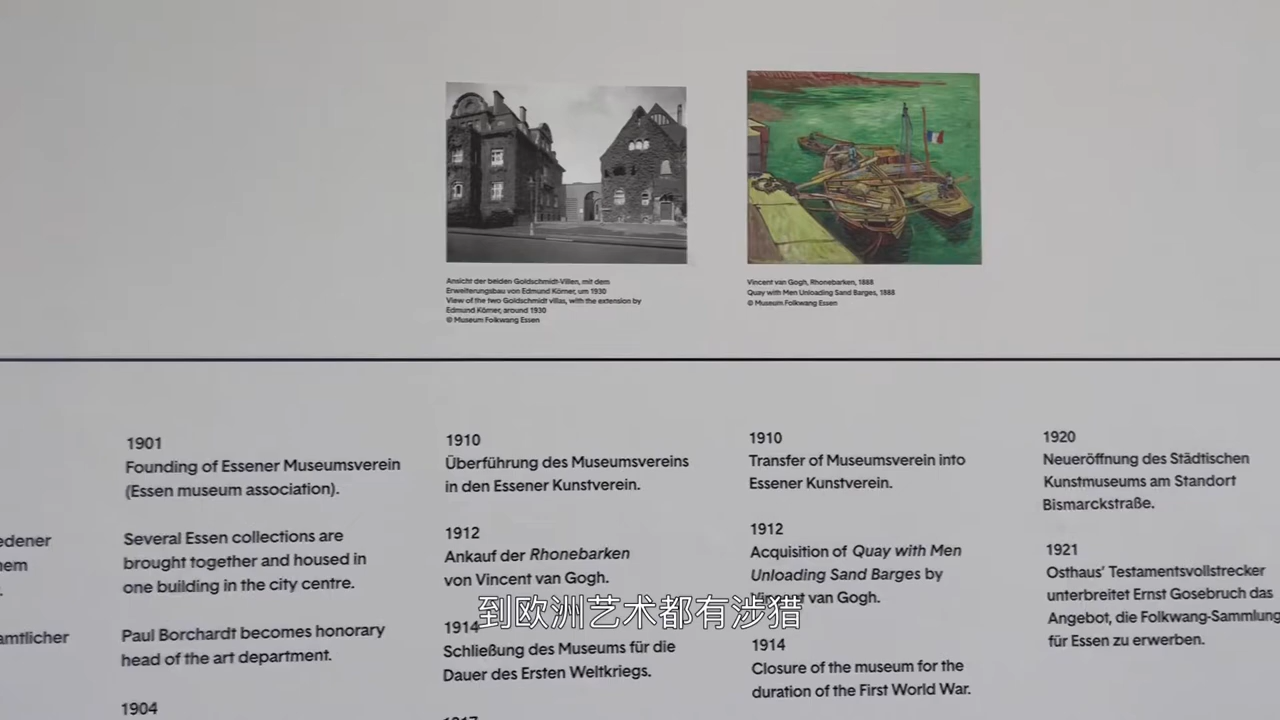 Ansicht der beiden Goldschmidt-Villen, mit dem
Erweiterungsbau von Edmund Körner, um 1930
View of the two Goldschmidt villas, with the extension by
Edmund Körner, around 1930
© Museum Folkwang Essen
Vincent van Gogh, Rhonebarken, 1888
Quay with Men Unloading Sand Barges, 1888
© Museum Folkwang Essen
edener
nem
amtlicher
1901
Founding of Essener Museumsverein
(Essen museum association).
Several Essen collections are
brought together and housed in
one building in the city centre.
Paul Borchardt becomes honorary
head of the art department.
1904
1910
Überführung des Museumsvereins
in den Essener Kunstverein.
1912
Ankauf der Rhonebarken
von Vincent van Gogh.
1914
Schließung des Museums für die
Dauer des Ersten Weltkriegs.
1910
Transfer of Museumsverein into
Essener Kunstverein.
1912
Acquisition of Quay with Men
Unloading Sand Barges by
Vincent van Gogh.
1914
Closure of the museum for the
duration of the First World War.
1920
Neueröffnung des Städtischen
Kunstmuseums am Standort
Bismarckstraße.
1921
Osthaus' Testamentsvollstrecker
unterbreitet Ernst Gosebruch das
Angebot, die Folkwang-Sammlung
für Essen zu erwerben.
到欧洲艺术都有涉猎